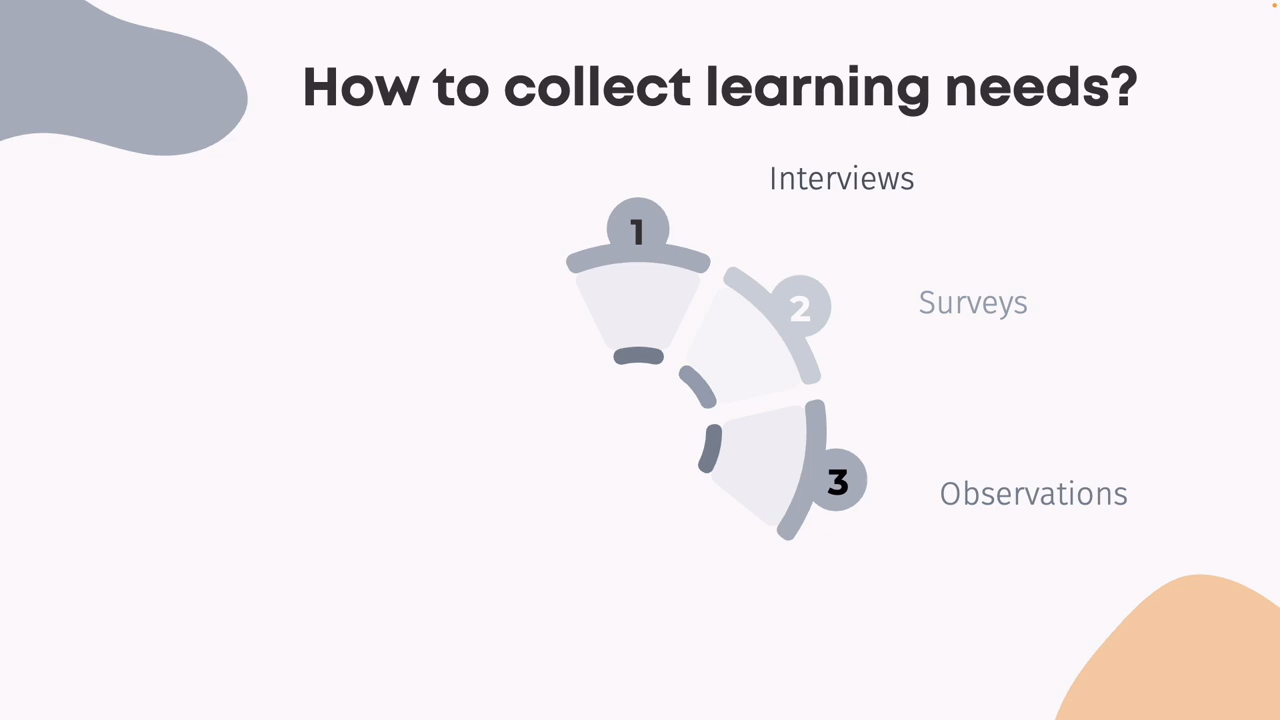 How to collect learning needs?
Interviews
1
2
Surveys
3
Observations